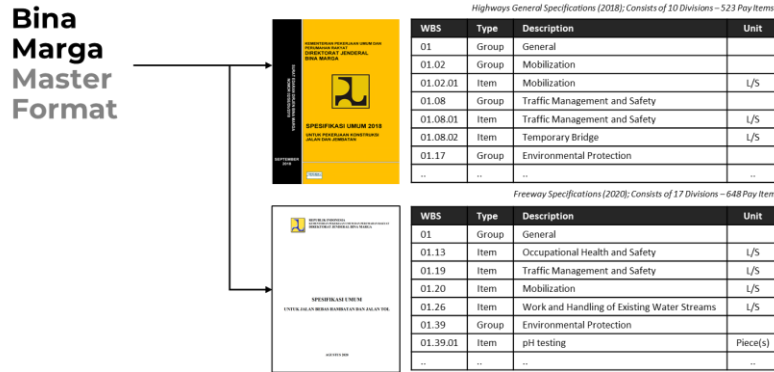 Bina
Marga
Master
Format
Highways General Specifications (2018); Consists of 10 Divisions – 523 Pay Items
KEMENTERIAN PEKERJAAN UMUM DAN
PERUMAHAN RAKYAT
DIREKTORAT JENDERAL
BINA MARGA
SPESIFIKASI UMUM 2018
UNTUK PEKERJAAN KONSTRUKSI
JALAN DAN JEMBATAN
SEPTEMBER
2018
WBS Type Description Unit
01 Group General
01.02 Group Mobilization
01.02.01 Item Mobilization L/S
01.08 Group Traffic Management and Safety
01.08.01 Item Traffic Management and Safety L/S
01.08.02 Item Temporary Bridge L/S
01.17 Group Environmental Protection
.. .. .. ..
Freeway Specifications (2020); Consists of 17 Divisions – 648 Pay Item
REPUBLIK INDONESIA
DIREKTORAT JENDERAL BINA MARGA
SPESIFIKASI UMUM
UNTUK JALAN BEBAS HAMBATAN DAN JALAN TOL
AGUSTUS 2020
WBS Type Description Unit
01 Group General
01.13 Item Occupational Health and Safety L/S
01.19 Item Traffic Management and Safety L/S
01.20 Item Mobilization L/S
01.26 Item Work and Handling of Existing Water Streams L/S
01.39 Group Environmental Protection
01.39.01 Item pH testing Piece(s)
.. .. .. ..